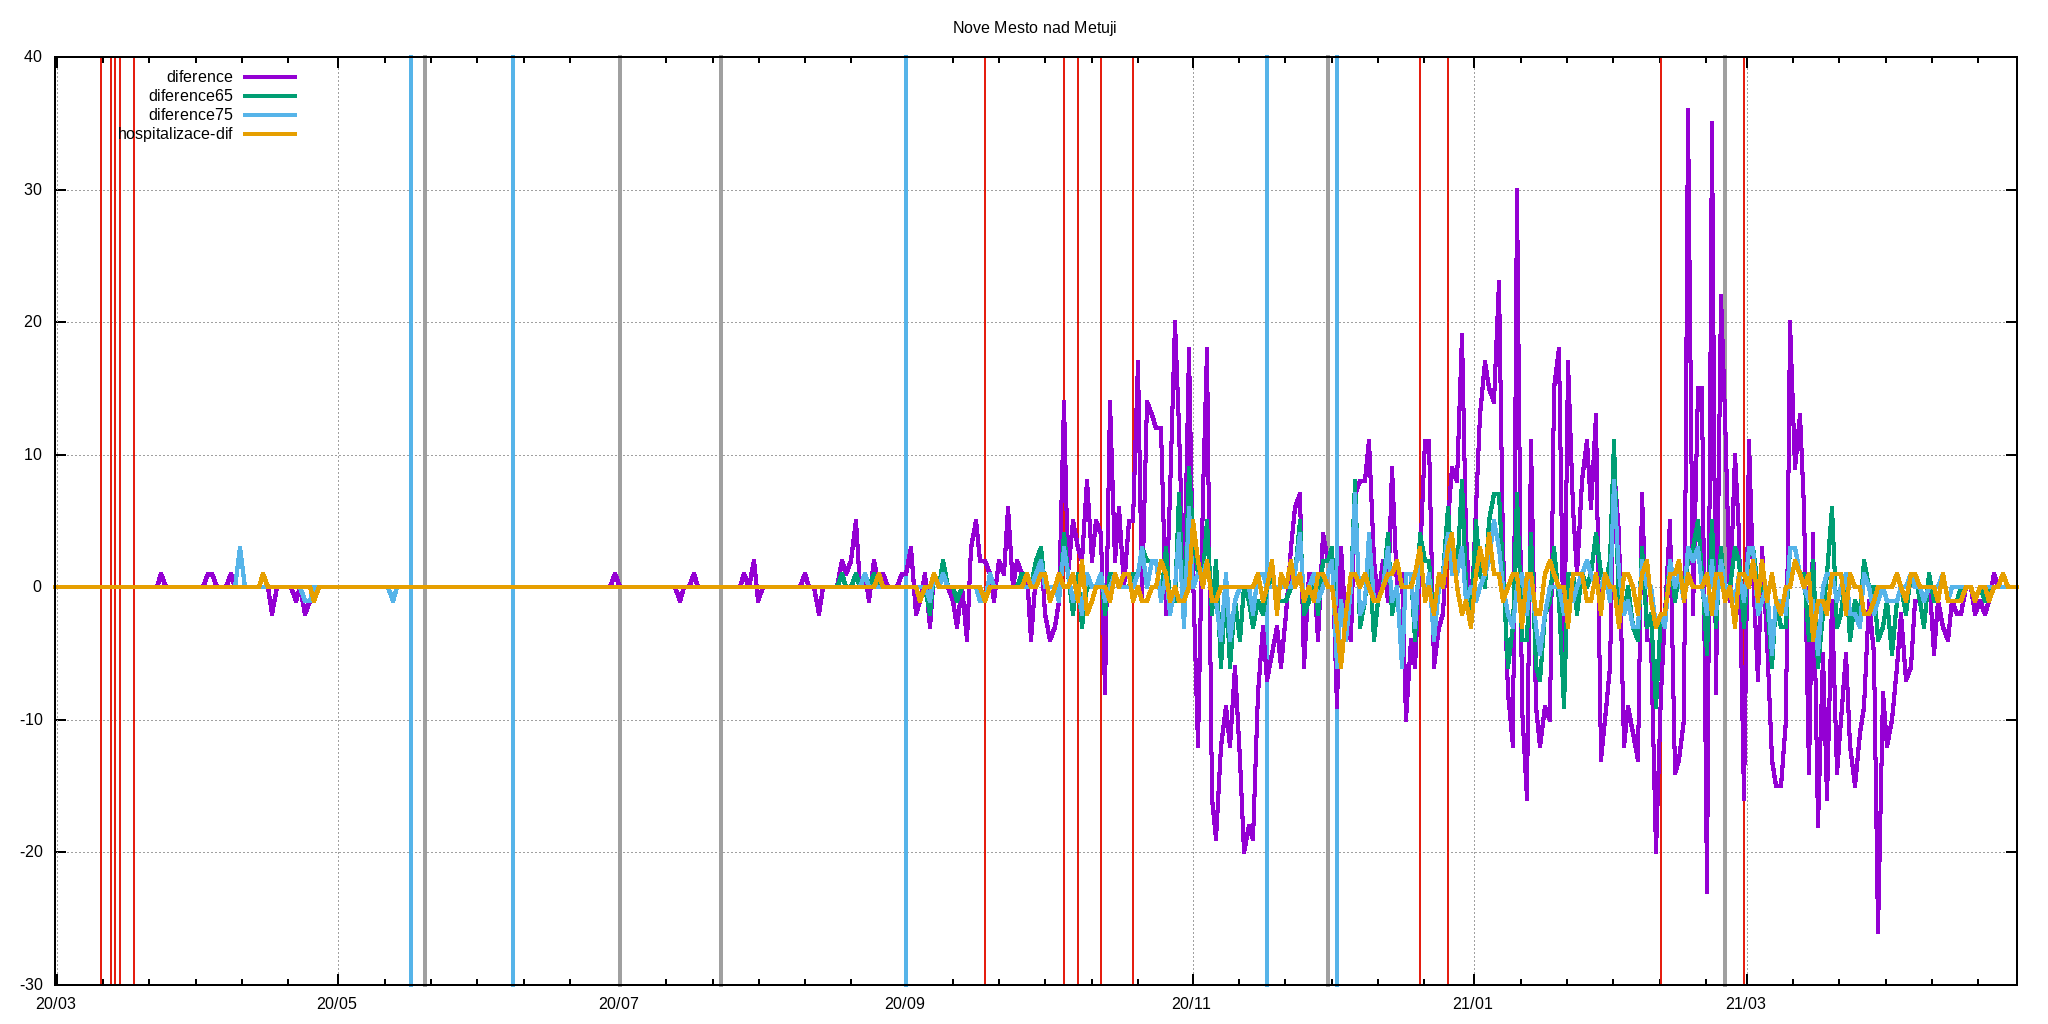 Nove Mesto nad Metuji
40
30
20
10
0
-10
-20
-30
diference
diference65
diference75
hospitalizace-dif
20/03 20/05 20/07 20/09 20/11 21/01 21/03